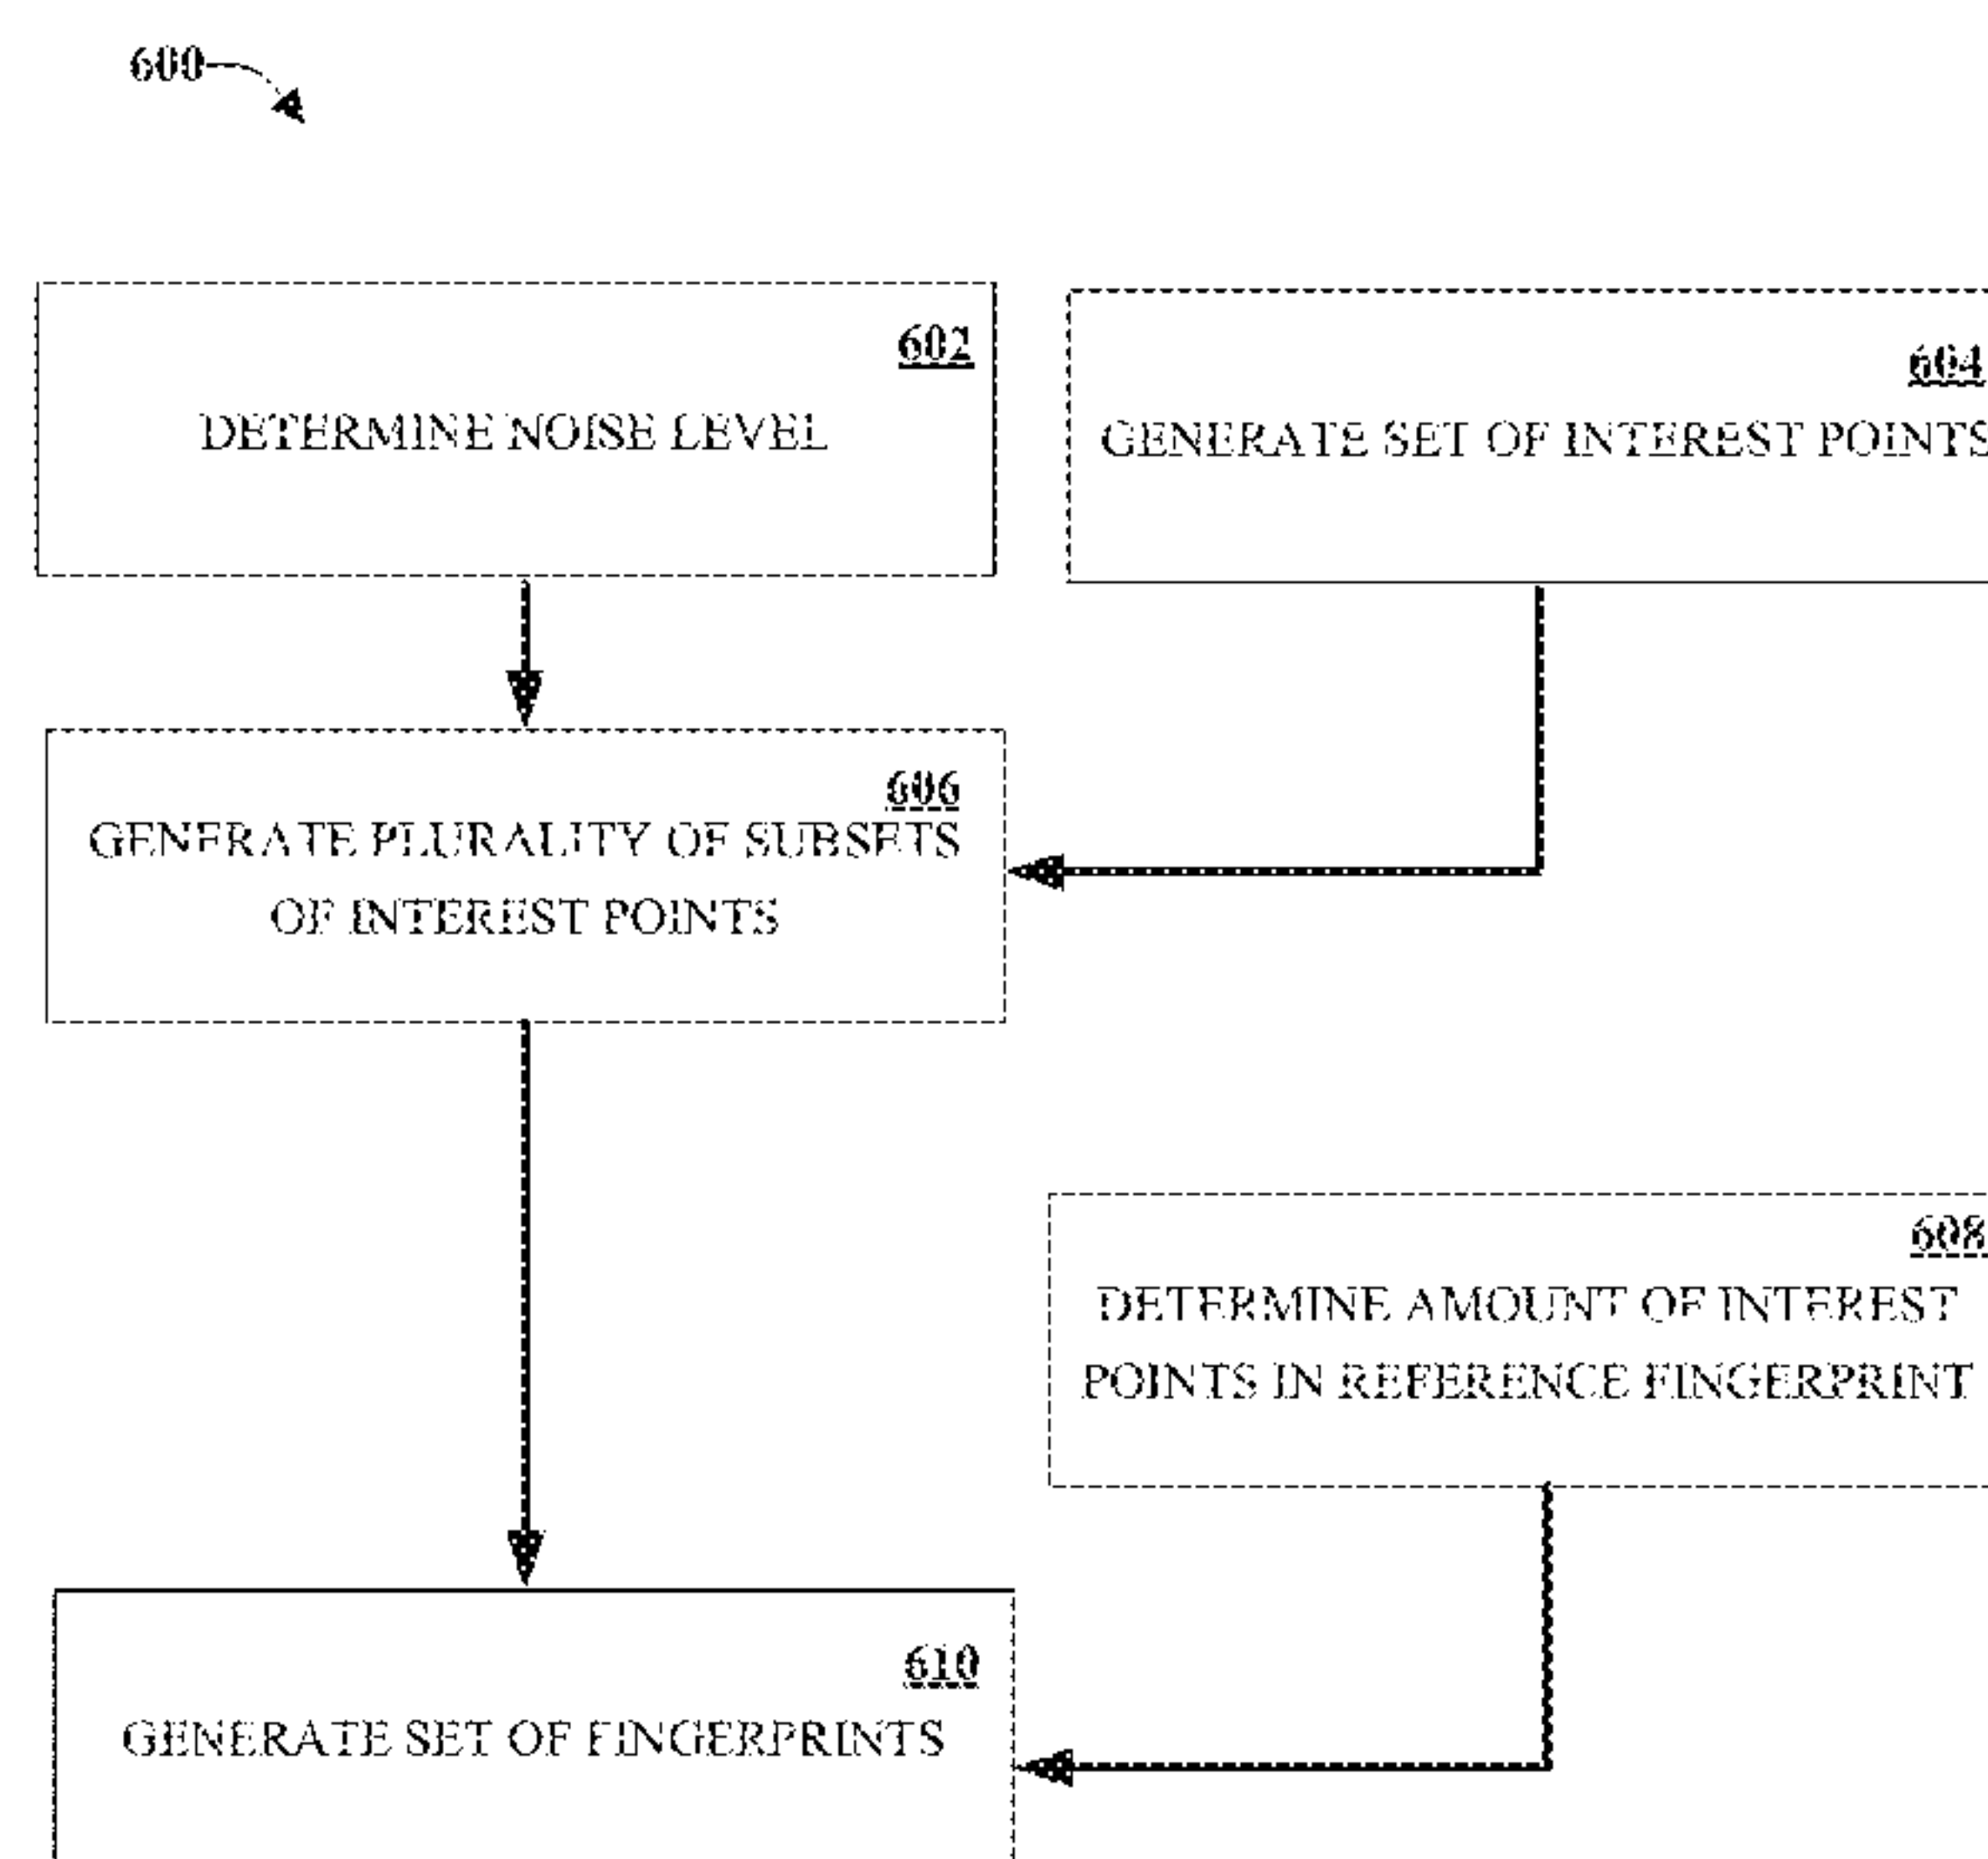 600
602
DETERMINE NOISE LEVEL
604
GENERATE SET OF INTEREST POINTS
606
GENERATE PLURALITY OF SUBSETS
OF INTEREST POINTS
608
DETERMINE AMOUNT OF INTEREST
POINTS IN REFERENCE FINGERPRINT
610
GENERATE SET OF FINGERPRINTS